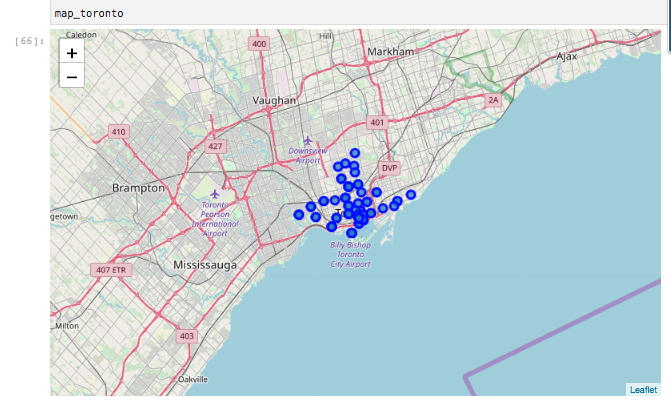 map_toronto
[66]:
Caledon
Hill
+
−
400
Markham
Ajax
Vaughan
2A
401
410
427
Downsview
Airport
DVP
Brampton
Toronto
Pearson
International
Airport
getown
Billy Bishop
Toronto
City Airport
Mississauga
407 ETR
Milton
403
Oakville
Leaflet